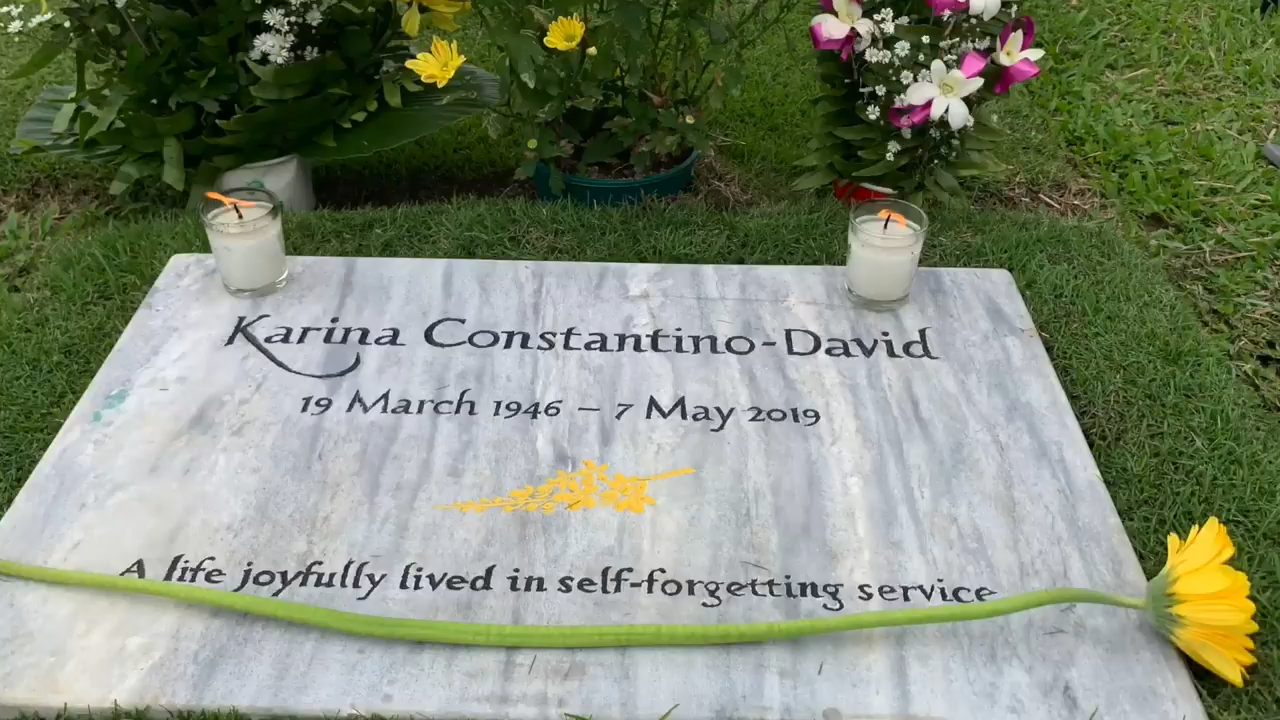 Karina Constantino-David
19 March 1946 – 7 May 2019
A life joyfully lived in self-forgetting service